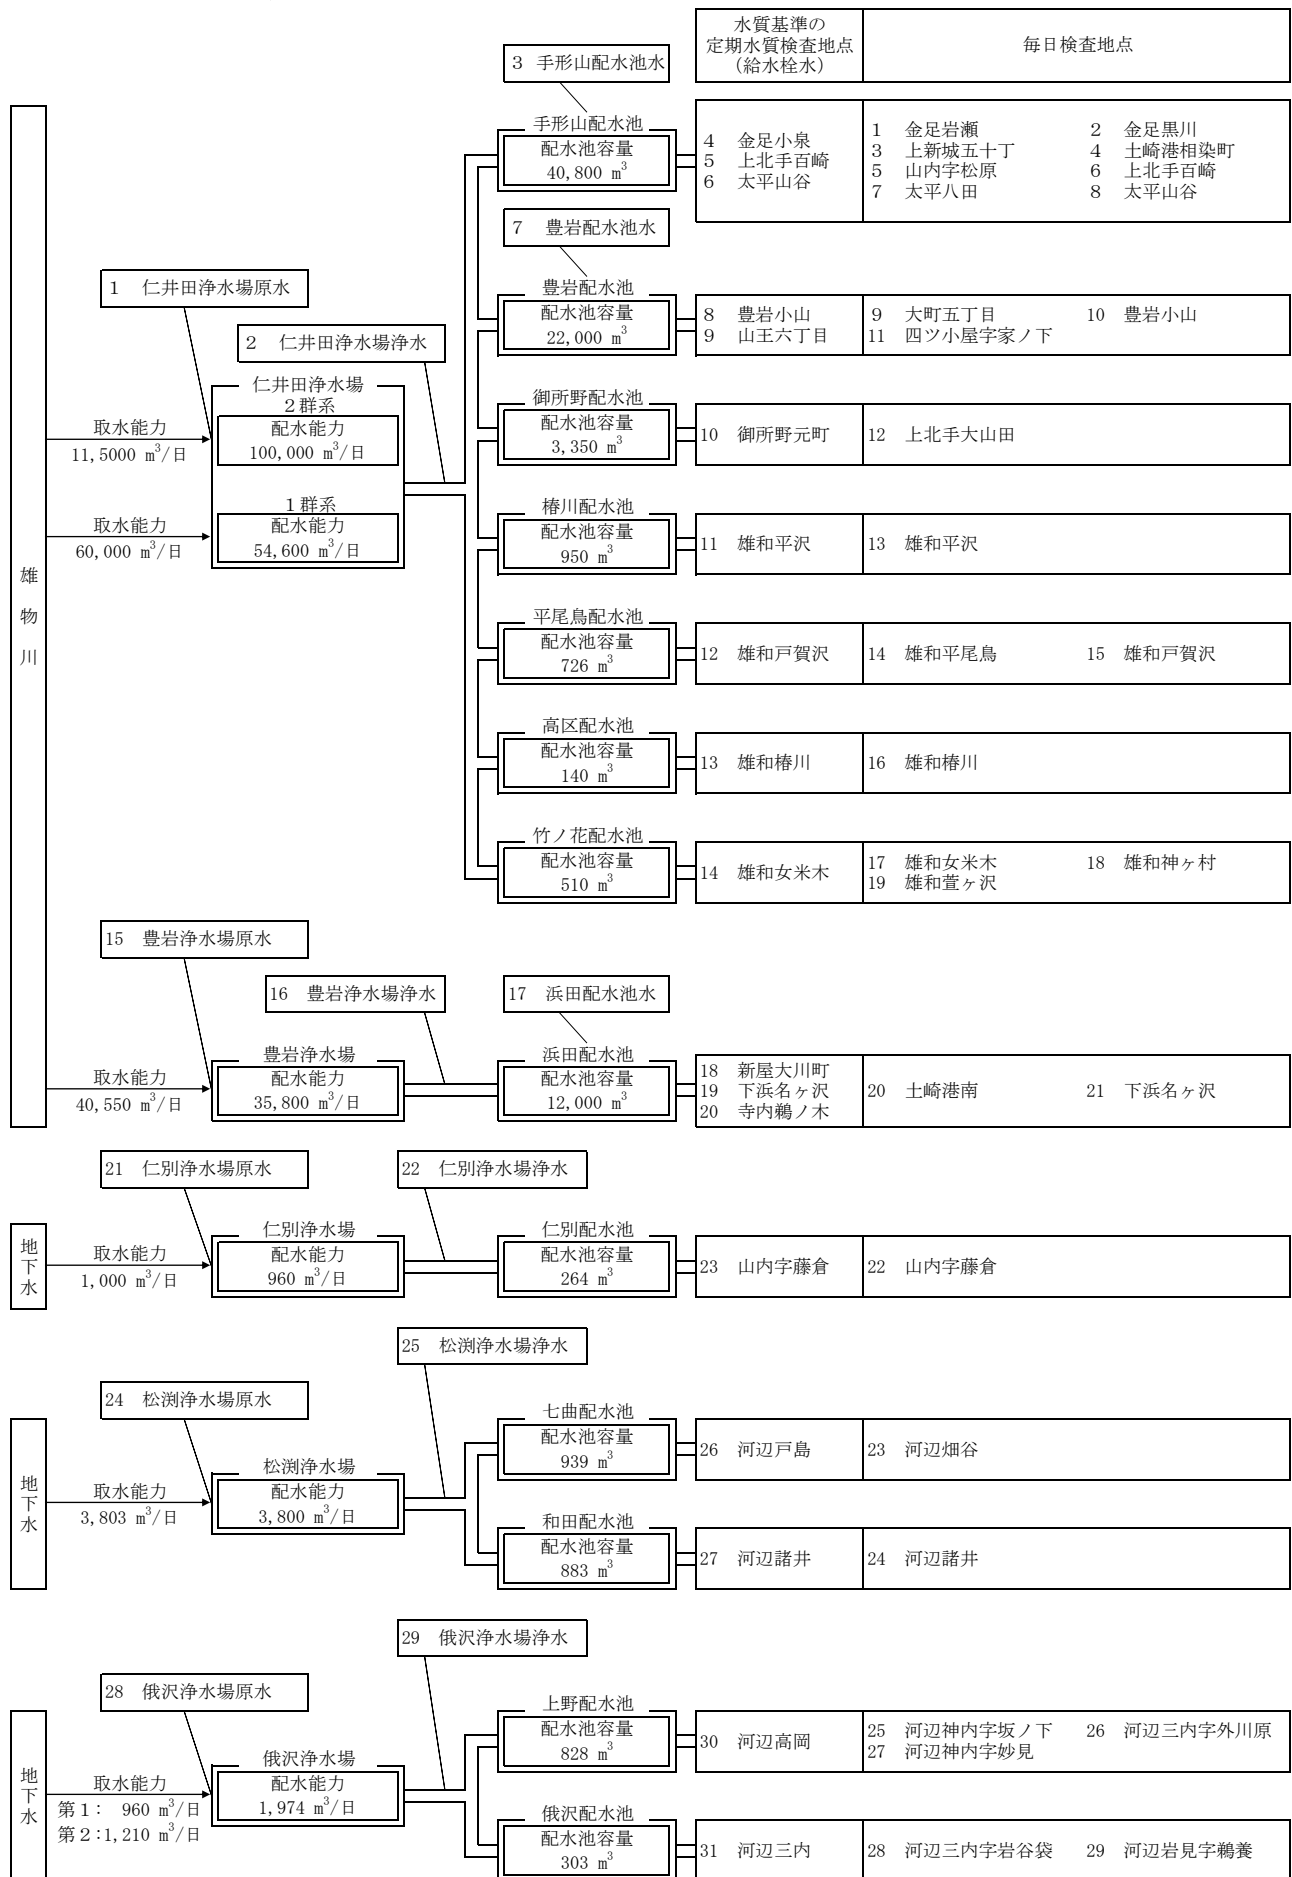 水質基準の
定期水質検査地点
(給水栓水)
毎日検査地点
3 手形山配水池水
手形山配水池
配水池容量
40,800 m³
4 金足小泉
5 上北手百崎
6 太平山谷
1 金足岩瀬 2 金足黒川
3 上新城五十丁 4 土崎港相染町
5 山内字松原 6 上北手百崎
7 太平八田 8 太平山谷
7 豊岩配水池水
豊岩配水池
配水池容量
22,000 m³
8 豊岩小山
9 山王六丁目
9 大町五丁目 10 豊岩小山
11 四ツ小屋字家ノ下
1 仁井田浄水場原水
2 仁井田浄水場浄水
仁井田浄水場
2群系
配水能力
100,000 m³/日
1群系
配水能力
54,600 m³/日
取水能力
11,5000 m³/日
取水能力
60,000 m³/日
雄物川
御所野配水池
配水池容量
3,350 m³
10 御所野元町
12 上北手大山田
椿川配水池
配水池容量
950 m³
11 雄和平沢
13 雄和平沢
平尾鳥配水池
配水池容量
726 m³
12 雄和戸賀沢
14 雄和平尾鳥 15 雄和戸賀沢
高区配水池
配水池容量
140 m³
13 雄和椿川
16 雄和椿川
竹ノ花配水池
配水池容量
510 m³
14 雄和女米木
17 雄和女米木 18 雄和神ヶ村
19 雄和萱ヶ沢
15 豊岩浄水場原水
16 豊岩浄水場浄水
17 浜田配水池水
取水能力
40,550 m³/日
豊岩浄水場
配水能力
35,800 m³/日
浜田配水池
配水池容量
12,000 m³
18 新屋大川町
19 下浜名ヶ沢
20 寺内鵜ノ木
20 土崎港南 21 下浜名ヶ沢
21 仁別浄水場原水
22 仁別浄水場浄水
地下水
取水能力
1,000 m³/日
仁別浄水場
配水能力
960 m³/日
仁別配水池
配水池容量
264 m³
23 山内字藤倉
22 山内字藤倉
25 松渕浄水場浄水
24 松渕浄水場原水
地下水
取水能力
3,803 m³/日
松渕浄水場
配水能力
3,800 m³/日
七曲配水池
配水池容量
939 m³
26 河辺戸島
23 河辺畑谷
和田配水池
配水池容量
883 m³
27 河辺諸井
24 河辺諸井
29 俄沢浄水場浄水
28 俄沢浄水場原水
地下水
取水能力
第1: 960 m³/日
第2:1,210 m³/日
俄沢浄水場
配水能力
1,974 m³/日
上野配水池
配水池容量
828 m³
30 河辺高岡
25 河辺神内字坂ノ下 26 河辺三内字外川原
27 河辺神内字妙見
俄沢配水池
配水池容量
303 m³
31 河辺三内
28 河辺三内字岩谷袋 29 河辺岩見字鵜養